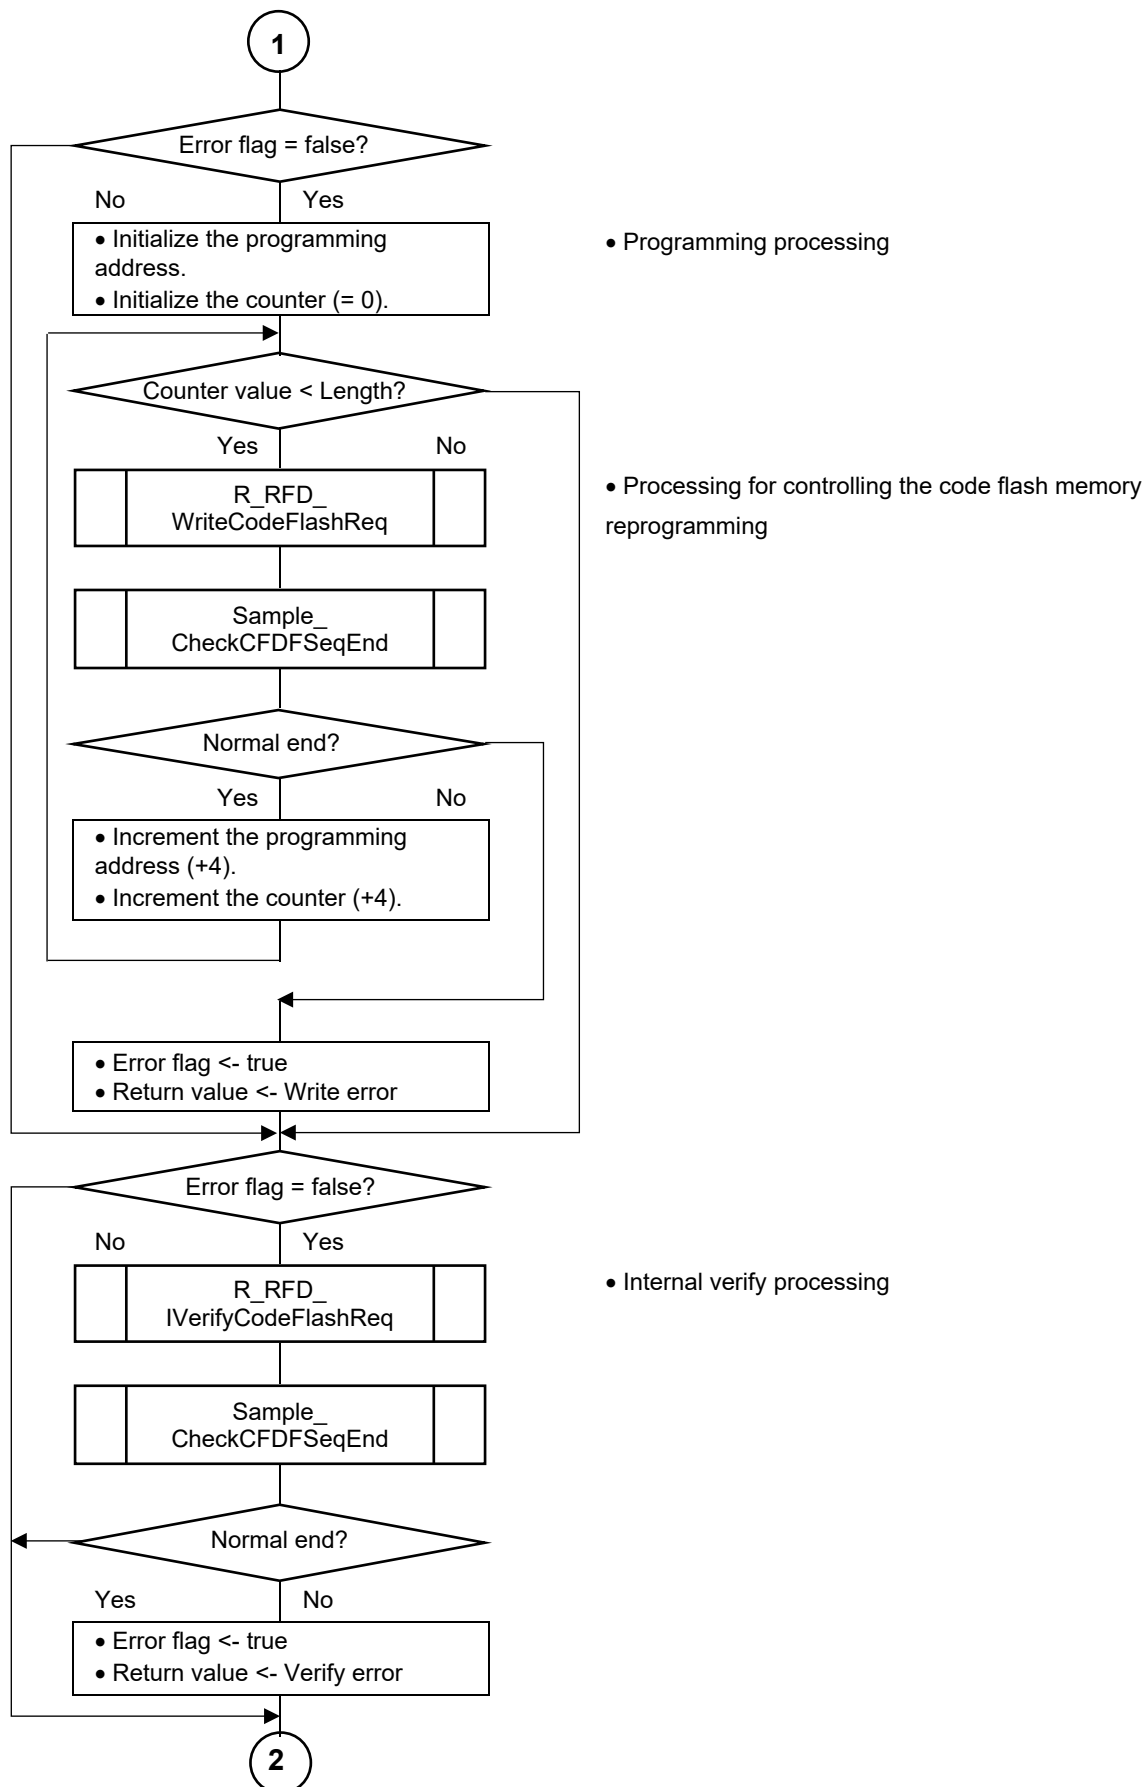 1
Error flag = false?
No
Yes
• Initialize the programming
address.
• Initialize the counter (= 0).
• Programming processing
Counter value < Length?
Yes
No
R_RFD_
WriteCodeFlashReq
• Processing for controlling the code flash memory
reprogramming
Sample_
CheckCFDFSeqEnd
Normal end?
Yes
No
• Increment the programming
address (+4).
• Increment the counter (+4).
• Error flag <- true
• Return value <- Write error
Error flag = false?
No
Yes
R_RFD_
IVerifyCodeFlashReq
• Internal verify processing
Sample_
CheckCFDFSeqEnd
Normal end?
Yes
No
• Error flag <- true
• Return value <- Verify error
2